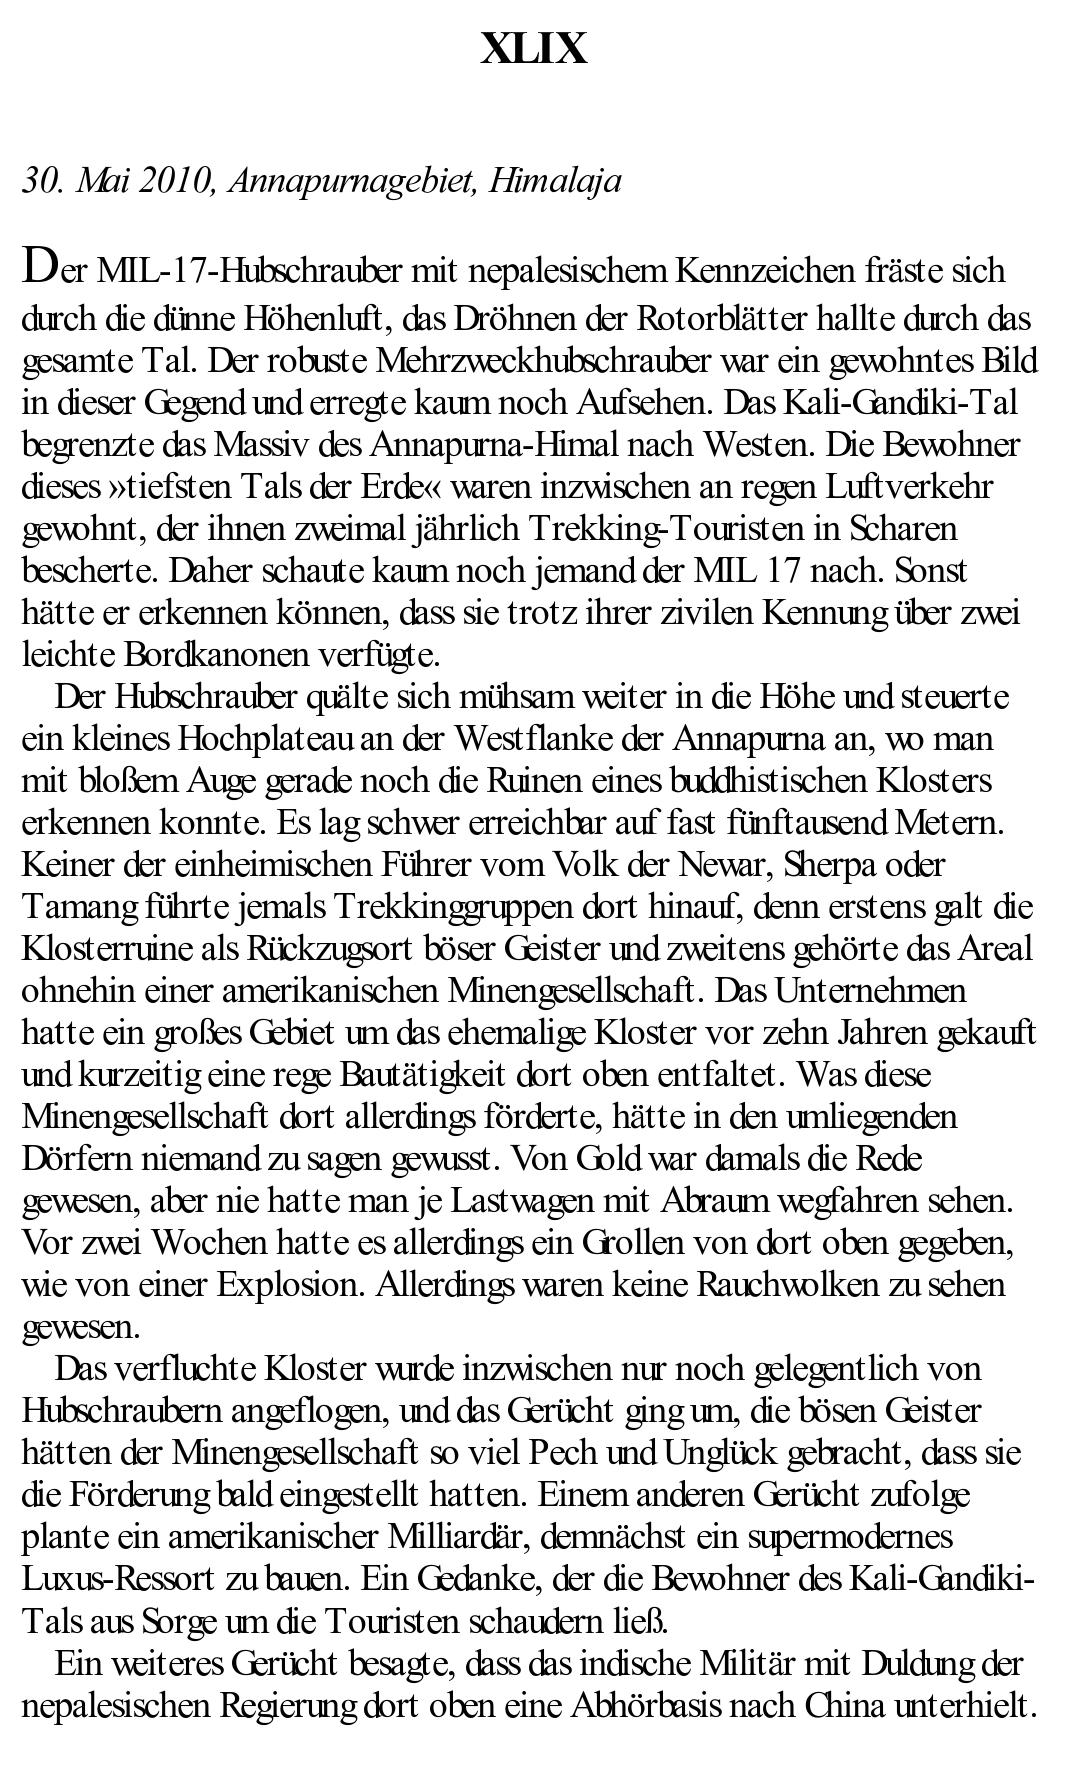 XLIX
30. Mai 2010, Annapurnagebiet, Himalaja
Der MIL-17-Hubschrauber mit nepalesischem Kennzeichen fräste sich
durch die dünne Höhenluft, das Dröhnen der Rotorblätter hallte durch das
gesamte Tal. Der robuste Mehrzweckhubschrauber war ein gewohntes Bild
in dieser Gegend und erregte kaum noch Aufsehen. Das Kali-Gandiki-Tal
begrenzte das Massiv des Annapurna-Himal nach Westen. Die Bewohner
dieses »tiefsten Tals der Erde« waren inzwischen an regen Luftverkehr
gewohnt, der ihnen zweimal jährlich Trekking-Touristen in Scharen
bescherte. Daher schaute kaum noch jemand der MIL 17 nach. Sonst
hätte er erkennen können, dass sie trotz ihrer zivilen Kennung über zwei
leichte Bordkanonen verfügte.
Der Hubschrauber quälte sich mühsam weiter in die Höhe und steuerte
ein kleines Hochplateau an der Westflanke der Annapurna an, wo man
mit bloßem Auge gerade noch die Ruinen eines buddhistischen Klosters
erkennen konnte. Es lag schwer erreichbar auf fast fünftausend Metern.
Keiner der einheimischen Führer vom Volk der Newar, Sherpa oder
Tamang führte jemals Trekkinggruppen dort hinauf, denn erstens galt die
Klosterruine als Rückzugsort böser Geister und zweitens gehörte das Areal
ohnehin einer amerikanischen Minengesellschaft. Das Unternehmen
hatte ein großes Gebiet um das ehemalige Kloster vor zehn Jahren gekauft
und kurzeitig eine rege Bautätigkeit dort oben entfaltet. Was diese
Minengesellschaft dort allerdings förderte, hätte in den umliegenden
Dörfern niemand zu sagen gewusst. Von Gold war damals die Rede
gewesen, aber nie hatte man je Lastwagen mit Abraum wegfahren sehen.
Vor zwei Wochen hatte es allerdings ein Grollen von dort oben gegeben,
wie von einer Explosion. Allerdings waren keine Rauchwolken zu sehen
gewesen.
Das verfluchte Kloster wurde inzwischen nur noch gelegentlich von
Hubschraubern angeflogen, und das Gerücht ging um, die bösen Geister
hätten der Minengesellschaft so viel Pech und Unglück gebracht, dass sie
die Förderung bald eingestellt hatten. Einem anderen Gerücht zufolge
plante ein amerikanischer Milliardär, demnächst ein supermodernes
Luxus-Ressort zu bauen. Ein Gedanke, der die Bewohner des Kali-Gandiki-
Tals aus Sorge um die Touristen schaudern ließ.
Ein weiteres Gerücht besagte, dass das indische Militär mit Duldung der
nepalesischen Regierung dort oben eine Abhörbasis nach China unterhielt.